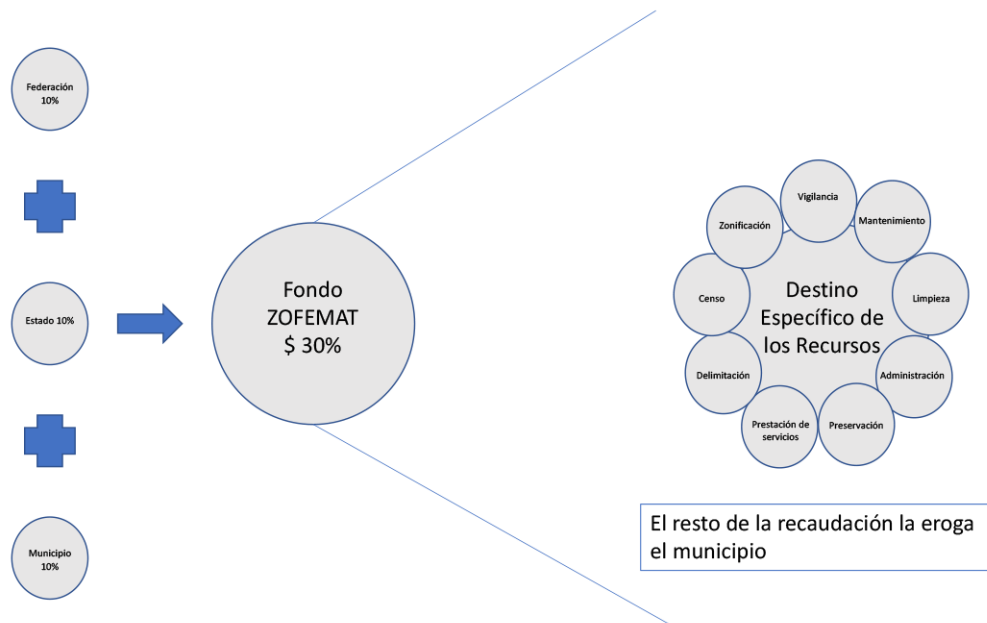 Federación
10%
Estado 10%
Municipio
10%
Fondo
ZOFEMAT
$ 30%
Vigilancia
Mantenimiento
Limpieza
Administración
Preservación
Prestación de
servicios
Delimitación
Censo
Zonificación
Destino
Específico de
los Recursos
El resto de la recaudación la eroga
el municipio